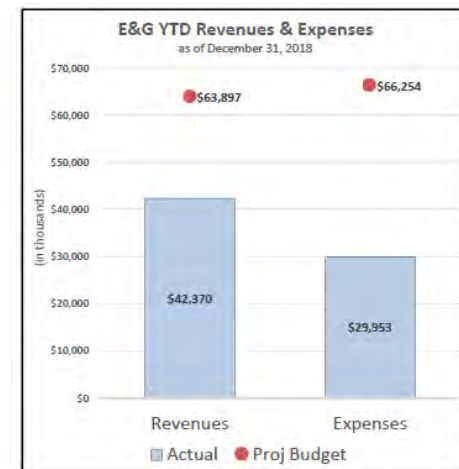 E&G YTD Revenues & Expenses
as of December 31, 2018
$70,000
$60,000
$50,000
$40,000
$30,000
$20,000
$10,000
$0
(in thousands)
$63,897
$66,254
$42,370
$29,953
Revenues Expenses
Actual Proj Budget